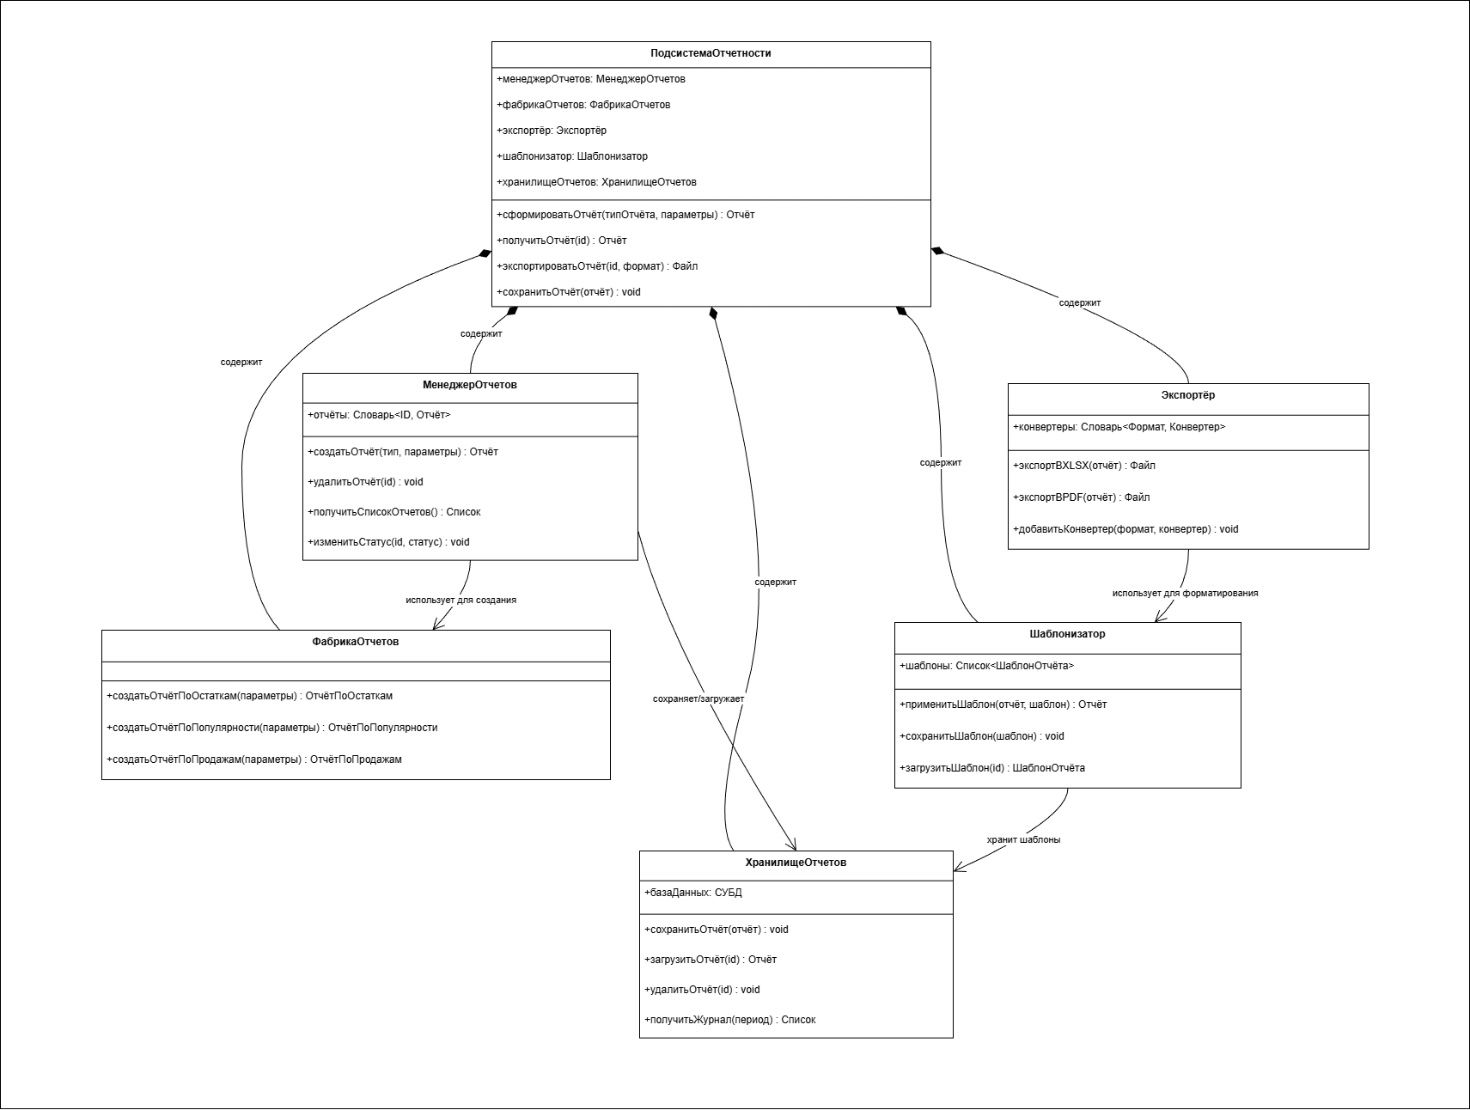 ПодсистемаОтчетности
+менеджерОтчетов: МенеджерОтчетов
+фабрикаОтчетов: ФабрикаОтчетов
+экспортёр: Экспортёр
+шаблонизатор: Шаблонизатор
+хранилищеОтчетов: ХранилищеОтчетов
+сформироватьОтчёт(типОтчёта, параметры) : Отчёт
+получитьОтчёт(id) : Отчёт
+экспортироватьОтчёт(id, формат) : Файл
+сохранитьОтчёт(отчёт) : void
содержит
содержит
содержит
содержит
содержит
МенеджерОтчетов
+отчёты: Словарь<ID, Отчёт>
+создатьОтчёт(тип, параметры) : Отчёт
+удалитьОтчёт(id) : void
+получитьСписокОтчетов() : Список
+изменитьСтатус(id, статус) : void
Экспортёр
+конвертеры: Словарь<Формат, Конвертер>
+экспортВXLSX(отчёт) : Файл
+экспортВPDF(отчёт) : Файл
+добавитьКонвертер(формат, конвертер) : void
использует для создания
использует для форматирования
ФабрикаОтчетов
+создатьОтчётПоОстаткам(параметры) : ОтчётПоОстаткам
+создатьОтчётПоПопулярности(параметры) : ОтчётПоПопулярности
+создатьОтчётПоПродажам(параметры) : ОтчётПоПродажам
сохраняет/загружает
Шаблонизатор
+шаблоны: Список<ШаблонОтчёта>
+применитьШаблон(отчёт, шаблон) : Отчёт
+сохранитьШаблон(шаблон) : void
+загрузитьШаблон(id) : ШаблонОтчёта
хранит шаблоны
ХранилищеОтчетов
+базаДанных: СУБД
+сохранитьОтчёт(отчёт) : void
+загрузитьОтчёт(id) : Отчёт
+удалитьОтчёт(id) : void
+получитьЖурнал(период) : Список